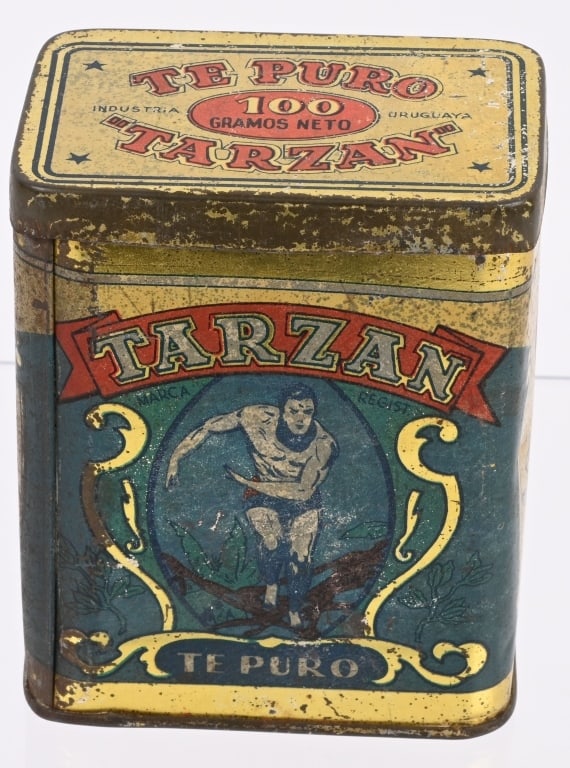 TE PURO
INDUSTRIA 100 URUGUAYA
GRAMOS NETO
"TARZAN"
TARZAN
MARCA REGIST
TE PURO